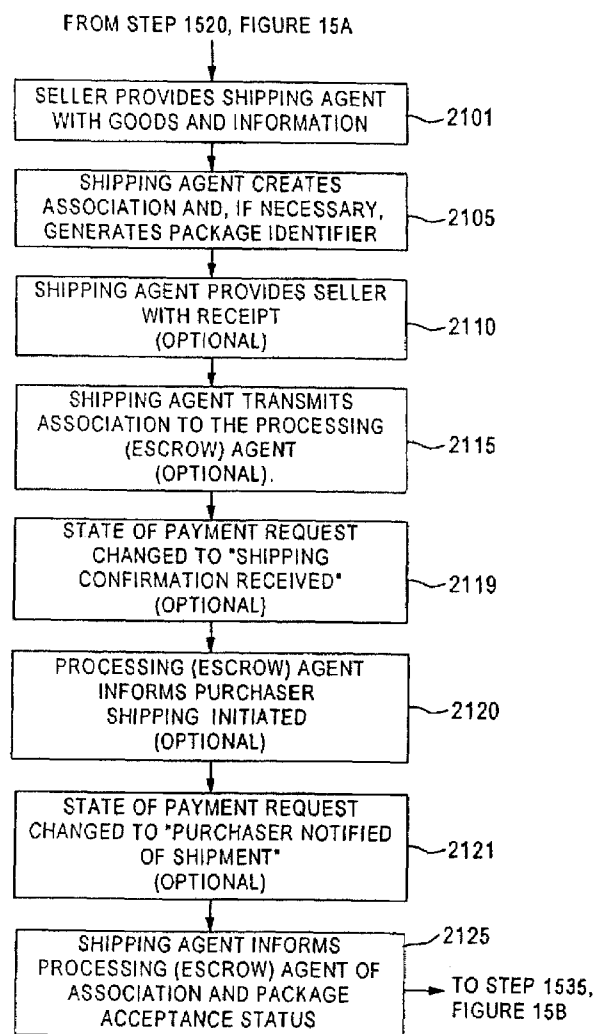 FROM STEP 1520, FIGURE 15A
SELLER PROVIDES SHIPPING AGENT
WITH GOODS AND INFORMATION
2101
SHIPPING AGENT CREATES
ASSOCIATION AND, IF NECESSARY,
GENERATES PACKAGE IDENTIFIER
2105
SHIPPING AGENT PROVIDES SELLER
WITH RECEIPT
(OPTIONAL)
2110
SHIPPING AGENT TRANSMITS
ASSOCIATION TO THE PROCESSING
(ESCROW) AGENT
(OPTIONAL).
2115
STATE OF PAYMENT REQUEST
CHANGED TO "SHIPPING
CONFIRMATION RECEIVED"
(OPTIONAL}
2119
PROCESSING (ESCROW) AGENT
INFORMS PURCHASER
SHIPPING INITIATED
(OPTIONAL)
2120
STATE OF PAYMENT REQUEST
CHANGED TO "PURCHASER NOTIFIED
OF SHIPMENT"
(OPTIONAL)
2121
SHIPPING AGENT INFORMS
PROCESSING (ESCROW) AGENT OF
ASSOCIATION AND PACKAGE
ACCEPTANCE STATUS
2125
TO STEP 1535,
FIGURE 15B